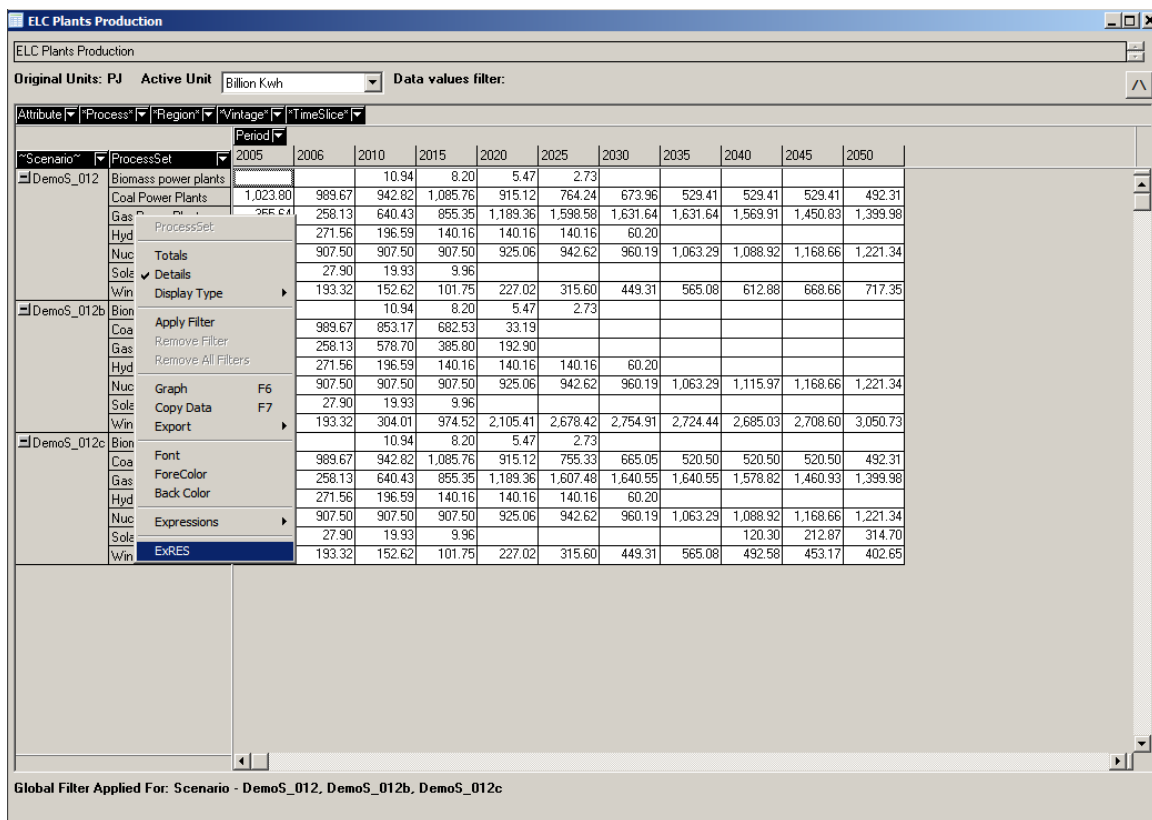 ELC Plants Production
ELC Plants Production
Original Units: PJ Active Unit Billion Kwh Data values filter:
Attribute *Process* *Region* *Vintage* *TimeSlice*
Period
~Scenario~ ProcessSet 2005 2006 2010 2015 2020 2025 2030 2035 2040 2045 2050
DemoS_012 Biomass power plants 10.94 8.20 5.47 2.73
Coal Power Plants 1,023.80 989.67 942.82 1,085.76 915.12 764.24 673.96 529.41 529.41 529.41 492.31
Gas 258.13 640.43 855.35 1,189.36 1,598.58 1,631.64 1,631.64 1,569.91 1,450.83 1,399.98
Hyd 271.56 196.59 140.16 140.16 140.16 60.20
Nuc 907.50 907.50 907.50 925.06 942.62 960.19 1,063.29 1,088.92 1,168.66 1,221.34
Sola 27.90 19.93 9.96
Win 193.32 152.62 101.75 227.02 315.60 449.31 565.08 612.88 668.66 717.35
DemoS_012b Bion 10.94 8.20 5.47 2.73
Coa 989.67 853.17 682.53 33.19
Gas 258.13 578.70 385.80 192.90
Hyd 271.56 196.59 140.16 140.16 140.16 60.20
Nuc 907.50 907.50 907.50 925.06 942.62 960.19 1,063.29 1,115.97 1,168.66 1,221.34
Sola 27.90 19.93 9.96
Win 193.32 304.01 974.52 2,105.41 2,678.42 2,754.91 2,724.44 2,685.03 2,708.60 3,050.73
DemoS_012c Bion 10.94 8.20 5.47 2.73
Coa 989.67 942.82 1,085.76 915.12 755.33 665.05 520.50 520.50 520.50 492.31
Gas 258.13 640.43 855.35 1,189.36 1,607.48 1,640.55 1,640.55 1,578.82 1,460.93 1,399.98
Hyd 271.56 196.59 140.16 140.16 140.16 60.20
Nuc 907.50 907.50 907.50 925.06 942.62 960.19 1,063.29 1,088.92 1,168.66 1,221.34
Sola 27.90 19.93 9.96 120.30 212.87 314.70
Win 193.32 152.62 101.75 227.02 315.60 449.31 565.08 492.58 453.17 402.65
ProcessSet
Totals
Details
Display Type
Apply Filter
Remove Filter
Remove All Filters
Graph F6
Copy Data F7
Export
Font
ForeColor
Back Color
Expressions
ExRES
Global Filter Applied For: Scenario - DemoS_012, DemoS_012b, DemoS_012c